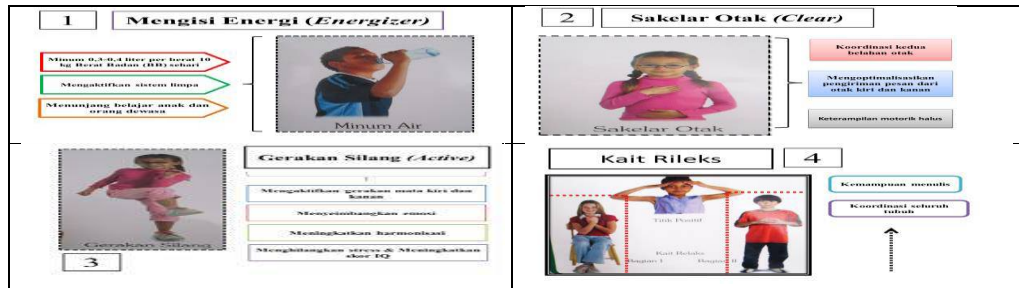 1
Mengisi Energi (Energizer)
Minum 0,3-0,4 liter per berat 10
kg Berat Badan (BB) sehari
Mengaktifkan sistem limpa
Menunjang belajar anak dan
orang dewasa
Minum Air
2
Sakelar Otak (Clear)
Koordinasi kedua
belahan otak
Mengoptimalisasikan
pengiriman pesan dari
otak kiri dan kanan
Keterampilan motorik halus
Sakelar Otak
Gerakan Silang (Active)
Mengaktifkan gerakan mata kiri dan
kanan
Menyeimbangkan emosi
Meningkatkan harmonisasi
Menghilangkan stress & Meningkatkan
skor IQ
Gerakan Silang
3
Kait Rileks
4
Kemampuan menulis
Koordinasi seluruh
tubuh
Titik Positif
Kait Relaks
Bagian I
Bagian II